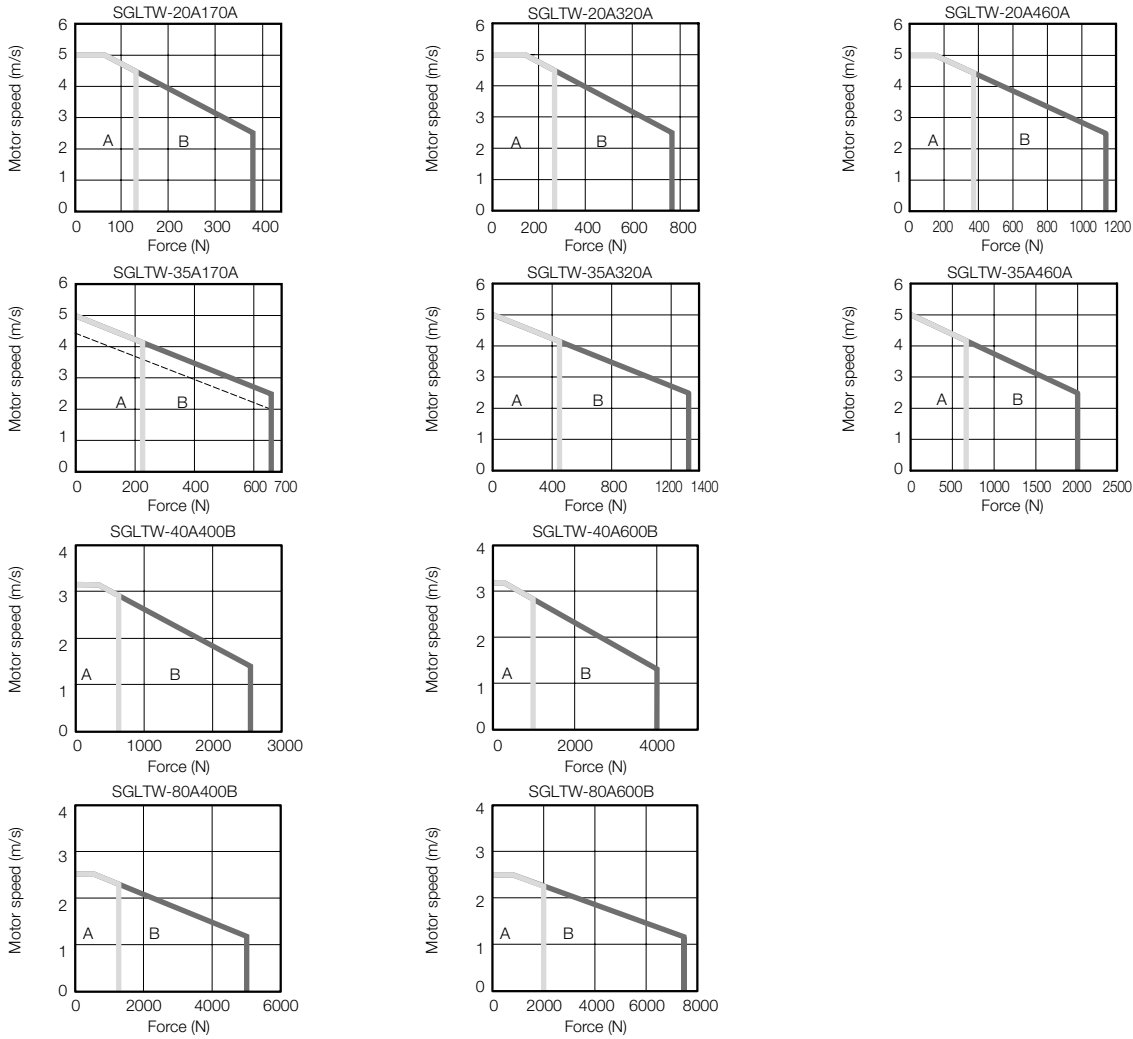 SGLTW-20A170A
Motor speed (m/s)
6
5
4
3
2
1
0
A
B
0 100 200 300 400
Force (N)
SGLTW-20A320A
Motor speed (m/s)
6
5
4
3
2
1
0
A
B
0 200 400 600 800
Force (N)
SGLTW-20A460A
Motor speed (m/s)
6
5
4
3
2
1
0
A
B
0 200 400 600 800 1000 1200
Force (N)
SGLTW-35A170A
Motor speed (m/s)
6
5
4
3
2
1
0
A
B
0 200 400 600 700
Force (N)
SGLTW-35A320A
Motor speed (m/s)
6
5
4
3
2
1
0
A
B
0 400 800 1200 1400
Force (N)
SGLTW-35A460A
Motor speed (m/s)
6
5
4
3
2
1
0
A
B
0 500 1000 1500 2000 2500
Force (N)
SGLTW-40A400B
Motor speed (m/s)
4
3
2
1
0
A
B
0 1000 2000 3000
Force (N)
SGLTW-40A600B
Motor speed (m/s)
4
3
2
1
0
A
B
0 2000 4000
Force (N)
SGLTW-80A400B
Motor speed (m/s)
4
3
2
1
0
A
B
0 2000 4000 6000
Force (N)
SGLTW-80A600B
Motor speed (m/s)
4
3
2
1
0
A
B
0 2000 4000 6000 8000
Force (N)